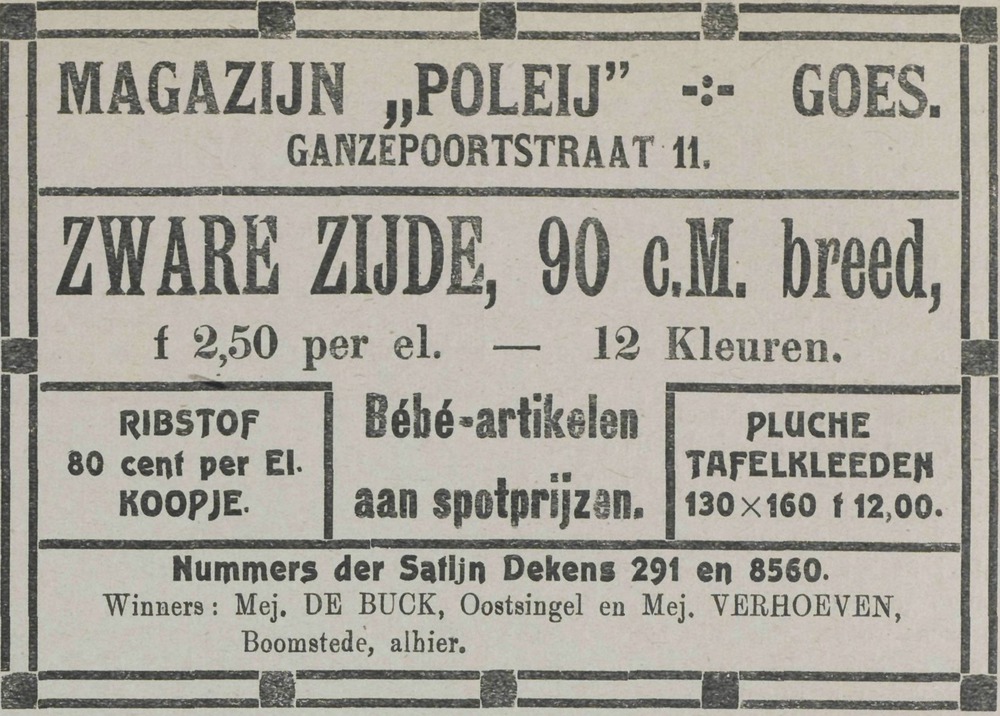 MAGAZIJN „POLEIJ” -:- GOES.
GANZEPOORTSTRAAT 11.
ZWARE ZIJDE, 90 c.M. breed,
f 2,50 per el. — 12 Kleuren.
RIBSTOF
80 cent per El.
KOOPJE.
Bébé-artikelen
aan spotprijzen.
PLUCHE
TAFELKLEEDEN
130 × 160 f 12,00.
Nummers der Satijn Dekens 291 en 8560.
Winners: Mej. DE BUCK, Oostsingel en Mej. VERHOEVEN,
Boomstede, alhier.